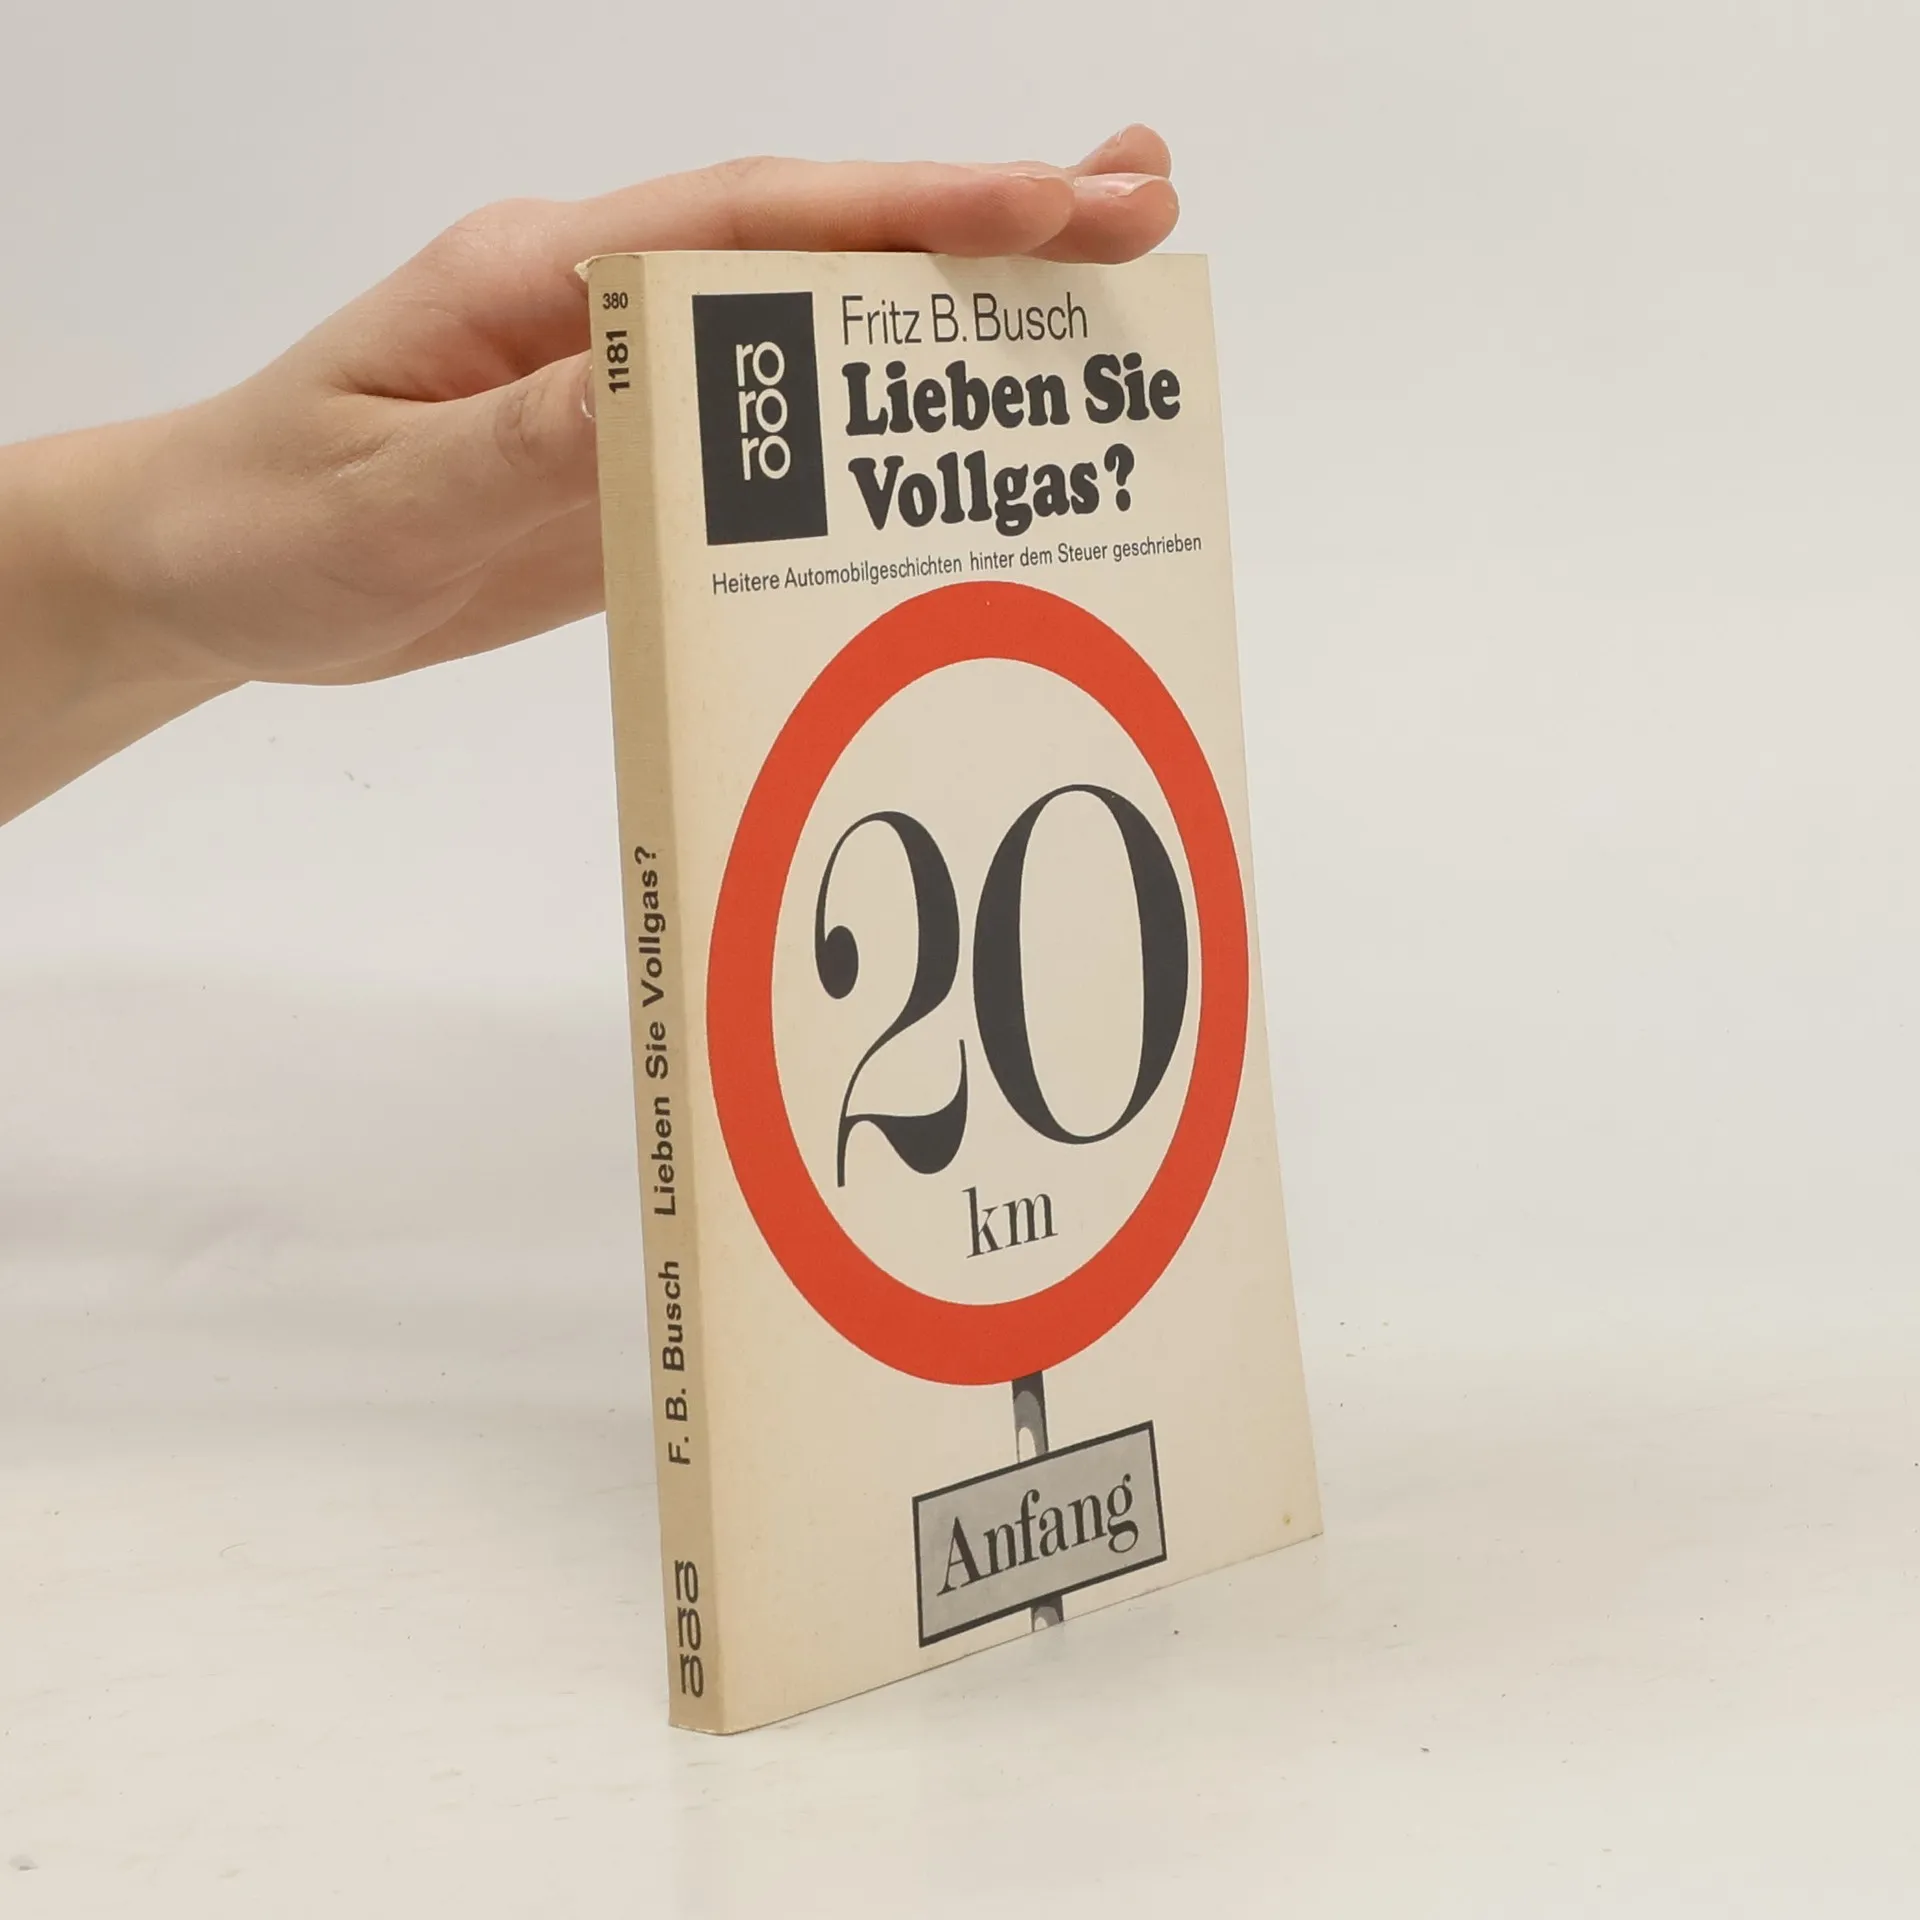 380
1181
Lieben Sie Vollgas?
F. B. Busch
ro
ro
ro
ro
ro
ro
Fritz B. Busch
Lieben Sie
Vollgas?
Heitere Automobilgeschichten hinter dem Steuer geschrieben
20
km
Anfang